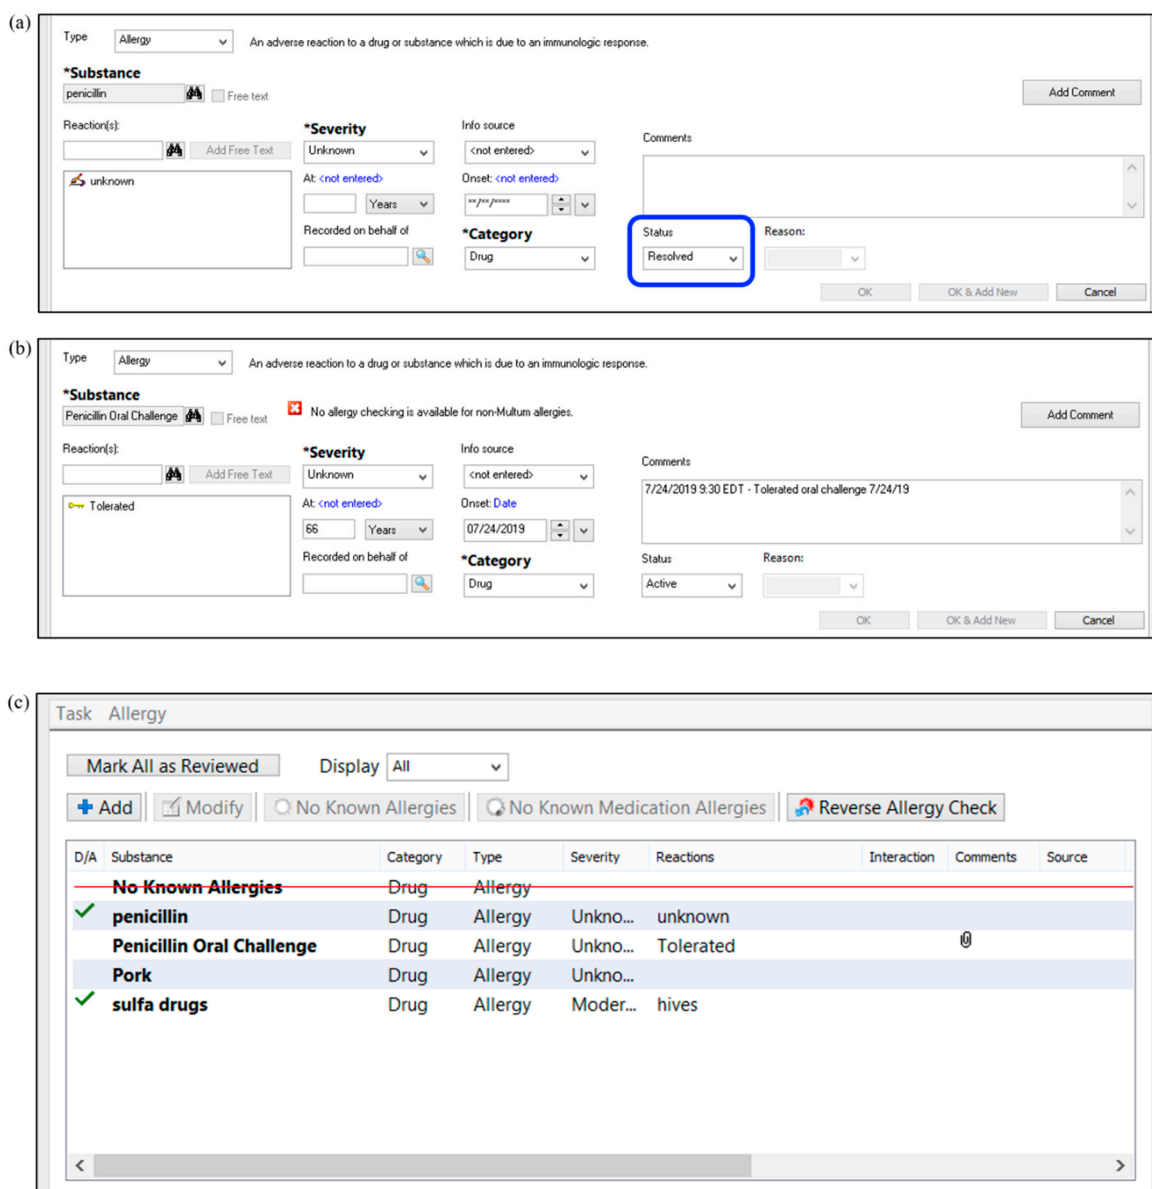 (a)
Type Allergy An adverse reaction to a drug or substance which is due to an immunologic response.
*Substance
penicillin Free text Add Comment
Reaction(s): *Severity Info source Comments
Add Free Text Unknown <not entered>
unknown At: <not entered> Onset: <not entered>
Years **/**/****
Recorded on behalf of *Category Status Reason:
Drug Resolved
OK OK & Add New Cancel
(b)
Type Allergy An adverse reaction to a drug or substance which is due to an immunologic response.
*Substance
Penicillin Oral Challenge Free text No allergy checking is available for non-Multum allergies. Add Comment
Reaction(s): *Severity Info source Comments
Add Free Text Unknown <not entered> 7/24/2019 9:30 EDT - Tolerated oral challenge 7/24/19
Tolerated At: <not entered> Onset: Date
66 Years 07/24/2019
Recorded on behalf of *Category Status Reason:
Drug Active
OK OK & Add New Cancel
(c)
Task Allergy
Mark All as Reviewed Display All
Add Modify No Known Allergies No Known Medication Allergies Reverse Allergy Check
D/A Substance Category Type Severity Reactions Interaction Comments Source
No Known Allergies Drug Allergy
penicillin Drug Allergy Unkno... unknown
Penicillin Oral Challenge Drug Allergy Unkno... Tolerated
Pork Drug Allergy Unkno...
sulfa drugs Drug Allergy Moder... hives